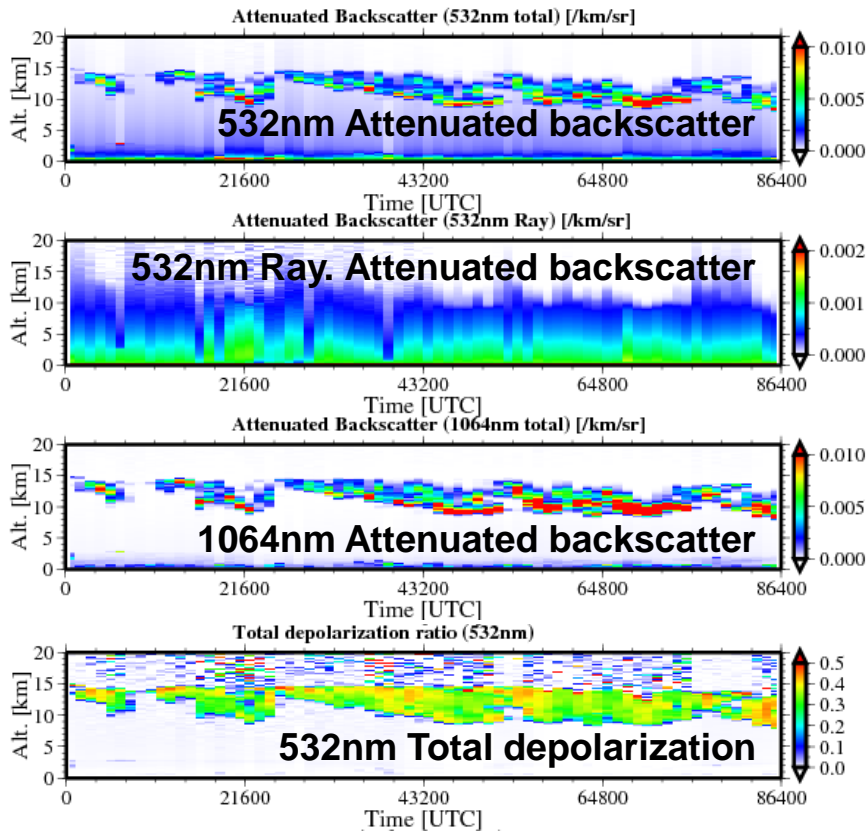 Attenuated Backscatter (532nm total) [/km/sr]
20
15
10
5
0
Alt. [km]
532nm Attenuated backscatter
0.010
0.005
0.000
0 21600 43200 64800 86400
Time [UTC]
Attenuated Backscatter (532nm Ray) [/km/sr]
20
15
10
5
0
Alt. [km]
532nm Ray. Attenuated backscatter
0.002
0.001
0.000
0 21600 43200 64800 86400
Time [UTC]
Attenuated Backscatter (1064nm total) [/km/sr]
20
15
10
5
0
Alt. [km]
1064nm Attenuated backscatter
0.010
0.005
0.000
0 21600 43200 64800 86400
Time [UTC]
Total depolarization ratio (532nm)
20
15
10
5
0
Alt. [km]
532nm Total depolarization
0.5
0.4
0.3
0.2
0.1
0.0
0 21600 43200 64800 86400
Time [UTC]